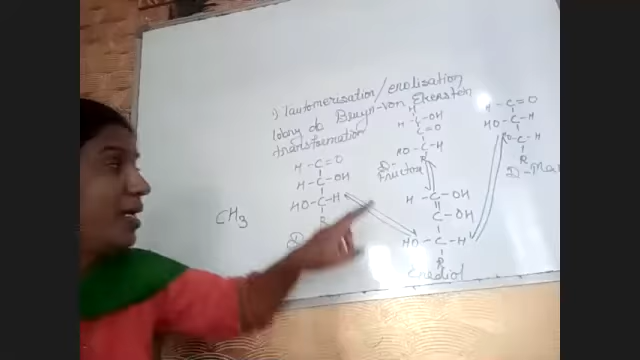 1) Tautomerisation/enolisation
lobry de Bruyn-von Ekenstein
transformation
H-C=O
H-C-OH
HO-C-H
R
D
CH3
H
H-C-OH
C=O
HO-C-H
R
D-
Fructose
H-C-OH
C-OH
HO-C-H
R
Enediol
H-C=O
HO-C-H
HO-C-H
R
D-Ma